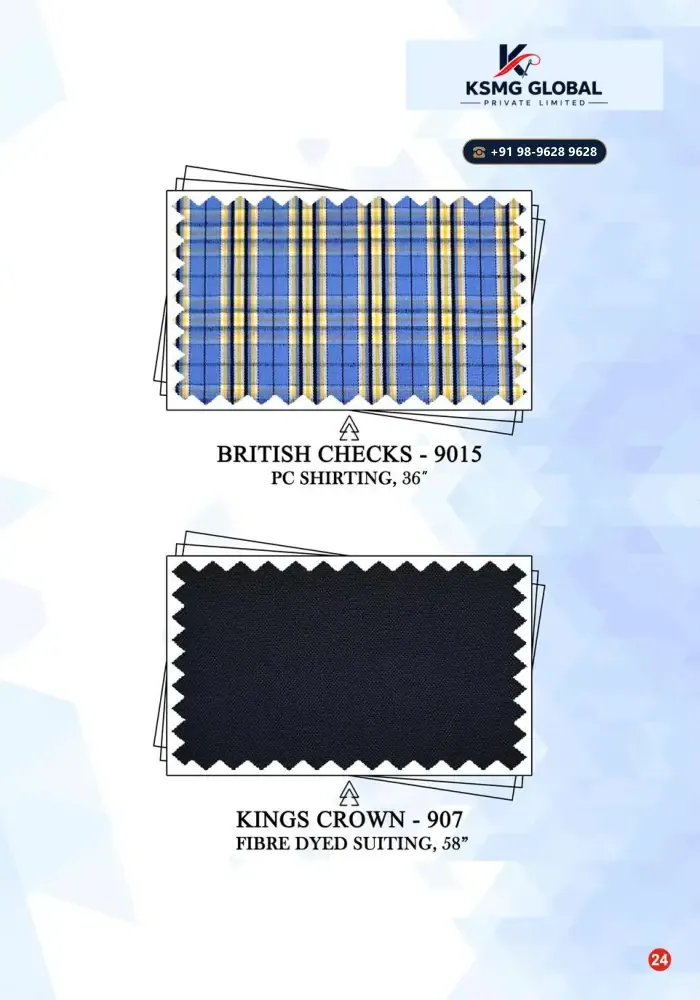 KSMG GLOBAL
PRIVATE LIMITED
+91 98-9628 9628
BRITISH CHECKS - 9015
PC SHIRTING, 36″
KINGS CROWN - 907
FIBRE DYED SUITING, 58”
24